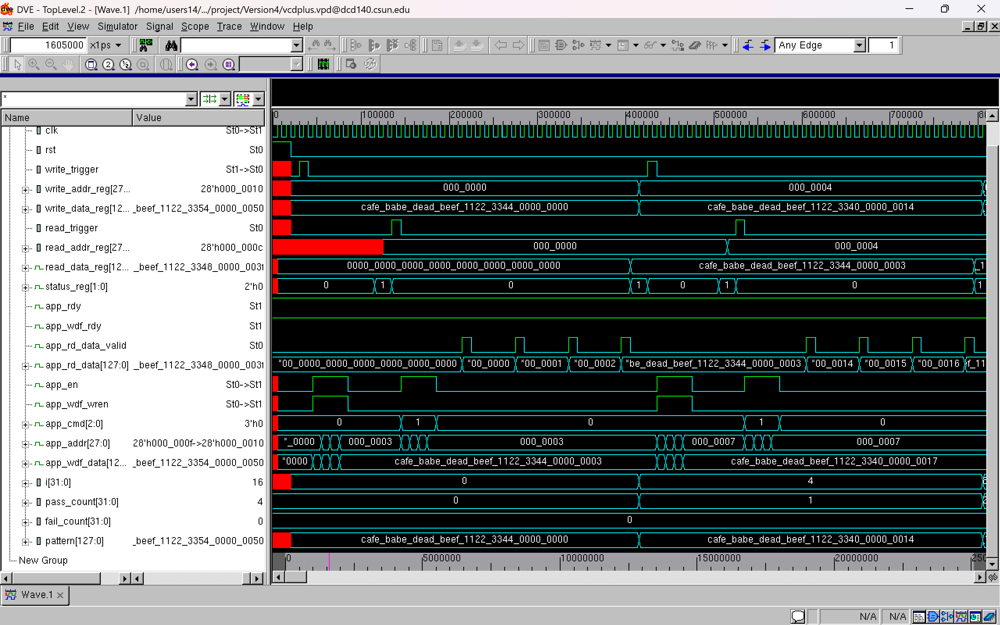 DVE - TopLevel.2 - [Wave.1] /home/users14/.../project/Version4/vcdplus.vpd@dcd140.csun.edu
File Edit View Simulator Signal Scope Trace Window Help
1605000 x1ps Any Edge 1
2 ½
*
Name Value
0 100000 200000 300000 400000 500000 600000 700000
clk St0->St1
rst St0
write_trigger St1->St0
write_addr_reg[27... 28'h000_0010 000_0000 000_0004
write_data_reg[12... _beef_1122_3354_0000_0050 cafe_babe_dead_beef_1122_3344_0000_0000 cafe_babe_dead_beef_1122_3340_0000_0014
read_trigger St0
read_addr_reg[27... 28'h000_000c 000_0000 000_0004
read_data_reg[12... _beef_1122_3348_0000_003f 0000_0000_0000_0000_0000_0000_0000_0000 cafe_babe_dead_beef_1122_3344_0000_0003 _1
status_reg[1:0] 2'h0 0 1 0 1 0 1 0 1
app_rdy St1
app_wdf_rdy St1
app_rd_data_valid St0
app_rd_data[127:0] _beef_1122_3348_0000_003f *00_0000_0000_0000_0000_0000_0000 *00_0000 *00_0001 *00_0002 *be_dead_beef_1122_3344_0000_0003 *00_0014 *00_0015 *00_0016 f_11
app_en St0->St1
app_wdf_wren St0->St1
app_cmd[2:0] 3'h0 0 1 0 1 0
app_addr[27:0] 28'h000_000f->28'h000_0010 *_0000 000_0003 000_0003 000_0007 000_0007
app_wdf_data[12... _beef_1122_3354_0000_0050 *0000 cafe_babe_dead_beef_1122_3344_0000_0003 cafe_babe_dead_beef_1122_3340_0000_0017
i[31:0] 16 0 4
pass_count[31:0] 4 0 1
fail_count[31:0] 0 0
pattern[127:0] _beef_1122_3354_0000_0050 cafe_babe_dead_beef_1122_3344_0000_0000 cafe_babe_dead_beef_1122_3340_0000_0014
New Group
0 5000000 10000000 15000000 20000000
Wave.1
N/A N/A